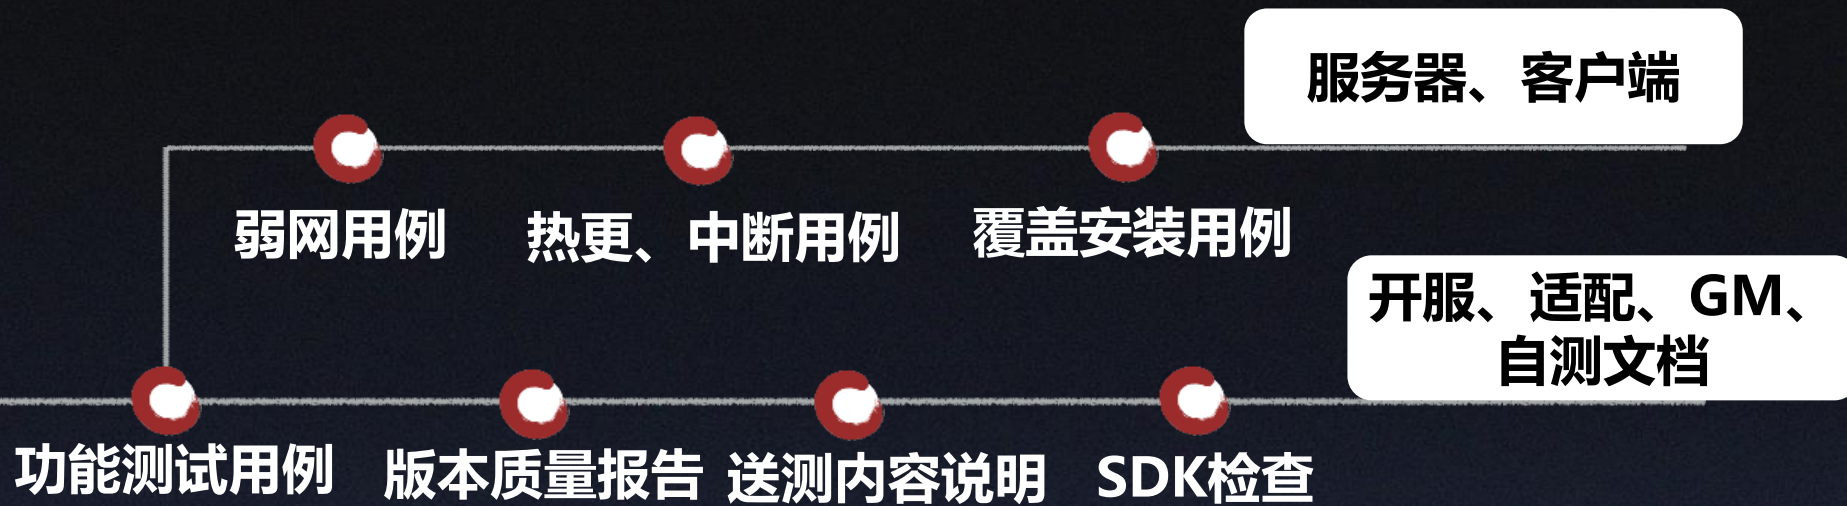 服务器、客户端
弱网用例
热更、中断用例
覆盖安装用例
开服、适配、GM、
自测文档
功能测试用例
版本质量报告
送测内容说明
SDK检查